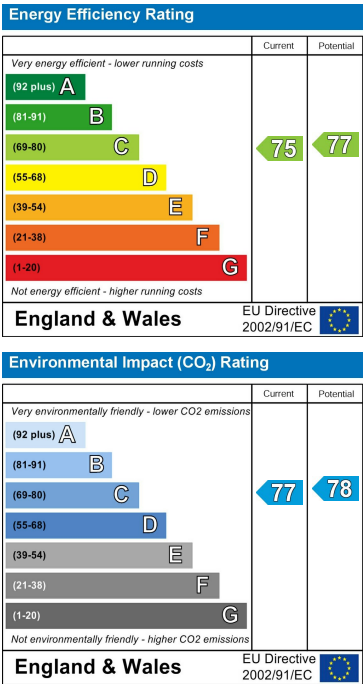 Energy Efficiency Rating
Current Potential
Very energy efficient - lower running costs
(92 plus) A
(81-91) B
(69-80) C
75 77
(55-68) D
(39-54) E
(21-38) F
(1-20) G
Not energy efficient - higher running costs
England & Wales
EU Directive
2002/91/EC
Environmental Impact (CO₂) Rating
Current Potential
Very environmentally friendly - lower CO2 emissions
(92 plus) A
(81-91) B
(69-80) C
77 78
(55-68) D
(39-54) E
(21-38) F
(1-20) G
Not environmentally friendly - higher CO2 emissions
England & Wales
EU Directive
2002/91/EC